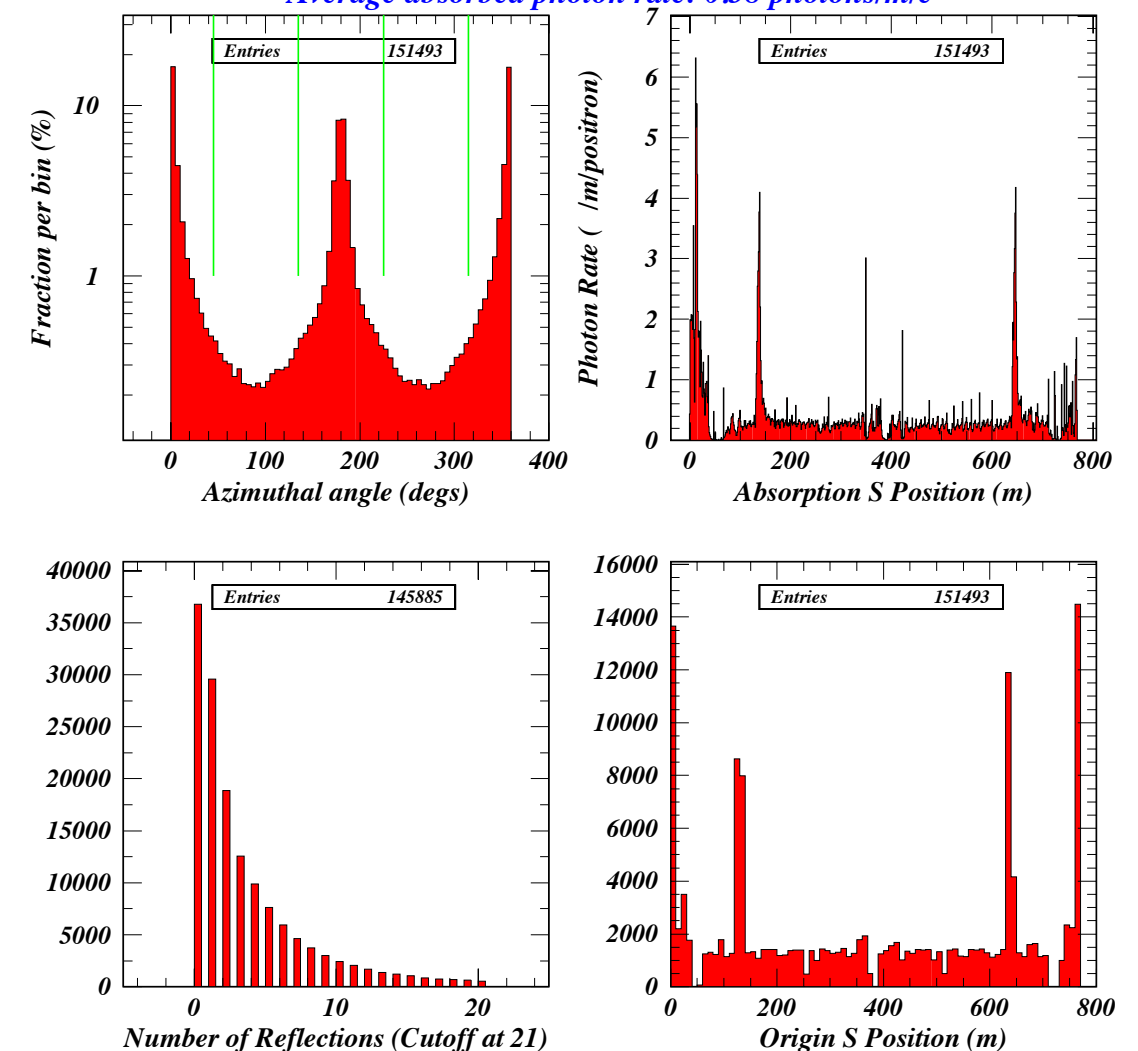 Average absorbed photon rate: 0.58 photons/m/e
Entries 151493
10
1
Fraction per bin (%)
0 100 200 300 400
Azimuthal angle (degs)
Entries 151493
7
6
5
4
3
2
1
0
Photon Rate ( /m/positron)
0 200 400 600 800
Absorption S Position (m)
Entries 145885
40000
35000
30000
25000
20000
15000
10000
5000
0
0 10 20
Number of Reflections (Cutoff at 21)
Entries 151493
16000
14000
12000
10000
8000
6000
4000
2000
0
0 200 400 600 800
Origin S Position (m)